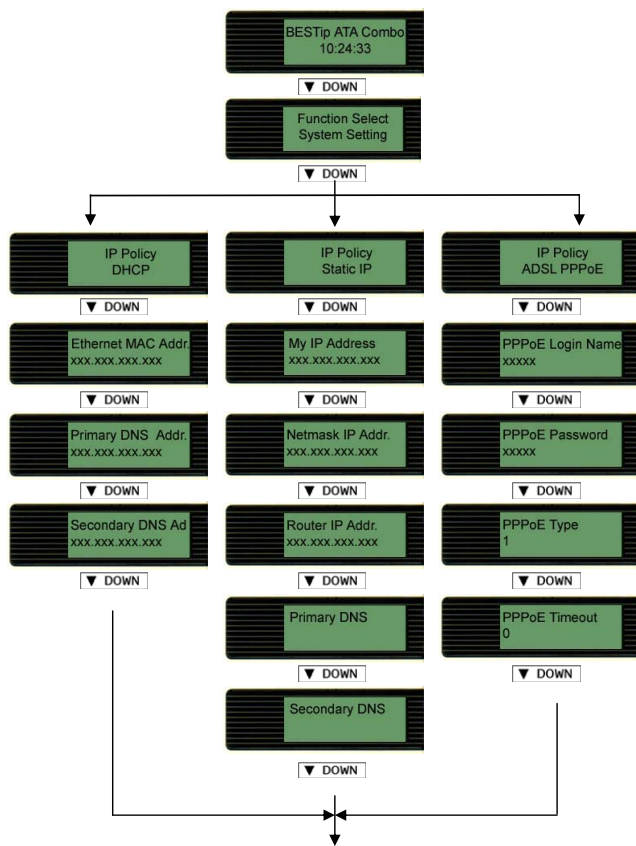 BESTip ATA Combo
10:24:33
▼ DOWN
Function Select
System Setting
▼ DOWN
IP Policy
DHCP
▼ DOWN
Ethernet MAC Addr.
xxx.xxx.xxx.xxx
▼ DOWN
Primary DNS Addr.
xxx.xxx.xxx.xxx
▼ DOWN
Secondary DNS Ad
xxx.xxx.xxx.xxx
▼ DOWN
IP Policy
Static IP
▼ DOWN
My IP Address
xxx.xxx.xxx.xxx
▼ DOWN
Netmask IP Addr.
xxx.xxx.xxx.xxx
▼ DOWN
Router IP Addr.
xxx.xxx.xxx.xxx
▼ DOWN
Primary DNS
▼ DOWN
Secondary DNS
▼ DOWN
IP Policy
ADSL PPPoE
▼ DOWN
PPPoE Login Name
xxxxx
▼ DOWN
PPPoE Password
xxxxx
▼ DOWN
PPPoE Type
1
▼ DOWN
PPPoE Timeout
0
▼ DOWN